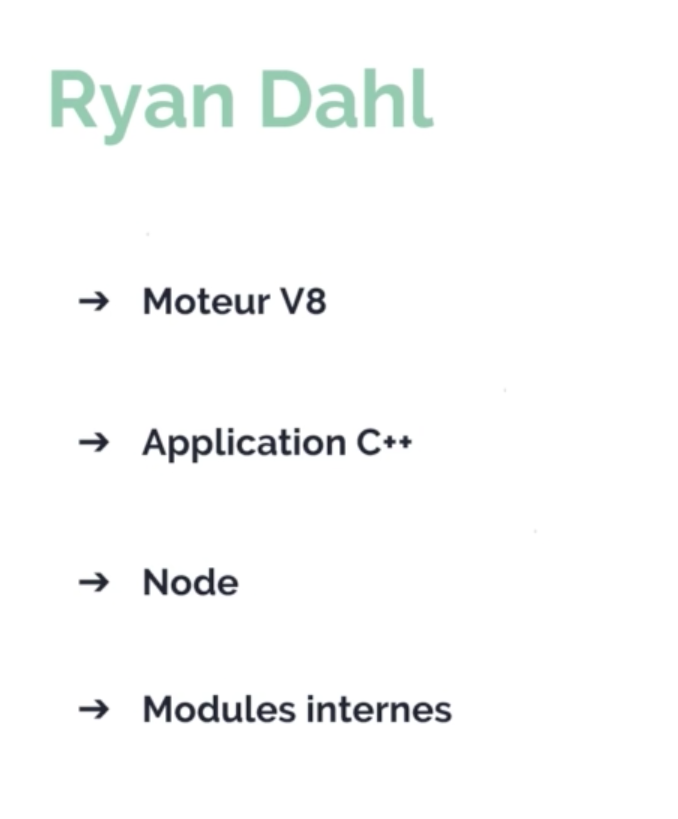 Ryan Dahl
→ Moteur V8
→ Application C++
→ Node
→ Modules internes